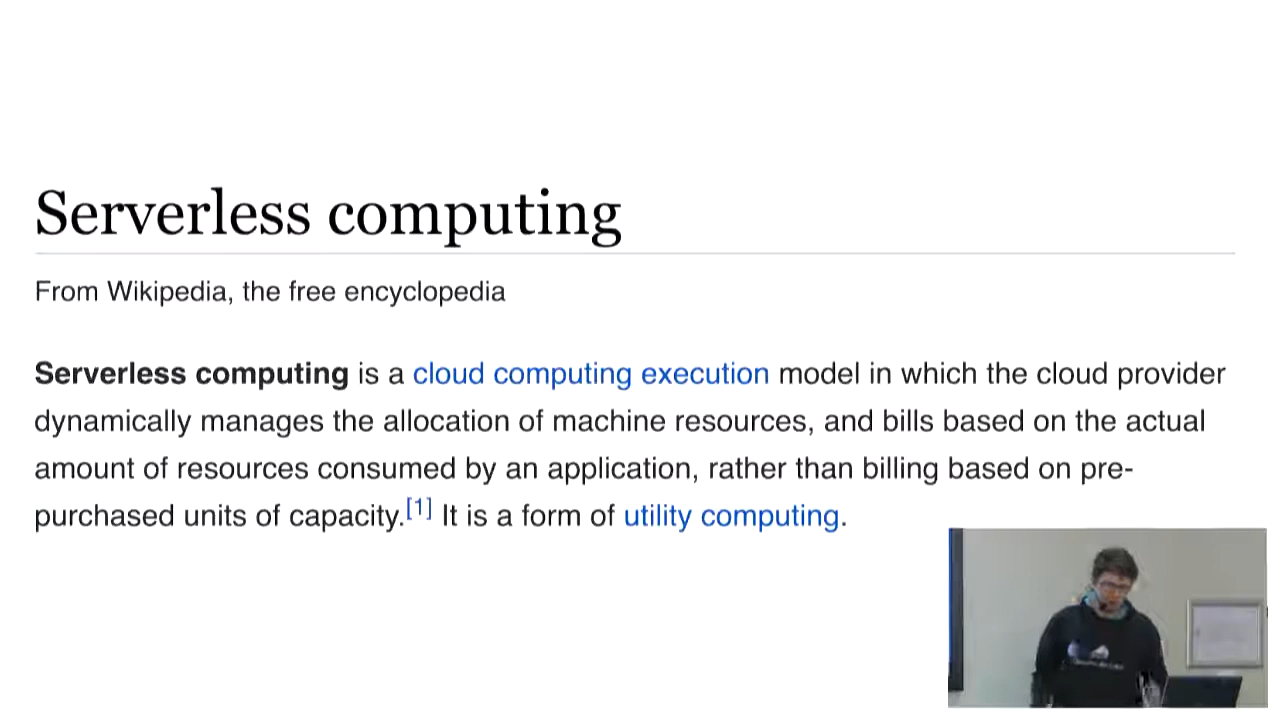 Serverless computing
From Wikipedia, the free encyclopedia
Serverless computing is a cloud computing execution model in which the cloud provider
dynamically manages the allocation of machine resources, and bills based on the actual
amount of resources consumed by an application, rather than billing based on pre-
purchased units of capacity.[1] It is a form of utility computing.